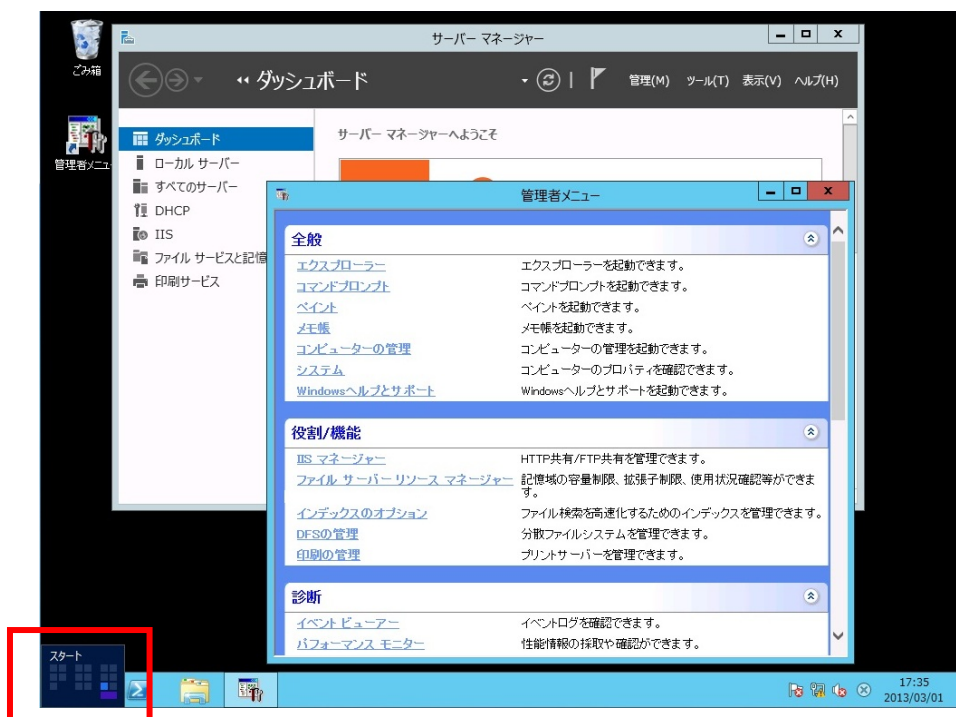 ごみ箱
管理者メニュ
サーバー マネージャー
ダッシュボード
管理(M) ツール(T) 表示(V) ヘルプ(H)
ダッシュボード
ローカル サーバー
すべてのサーバー
DHCP
IIS
ファイル サービスと記憶
印刷サービス
サーバー マネージャーへようこそ
管理者メニュー
全般
エクスプローラー エクスプローラーを起動できます。
コマンドプロンプト コマンドプロンプトを起動できます。
ペイント ペイントを起動できます。
メモ帳 メモ帳を起動できます。
コンピューターの管理 コンピューターの管理を起動できます。
システム コンピューターのプロパティを確認できます。
Windowsヘルプとサポート Windowsヘルプとサポートを起動できます。
役割/機能
IIS マネージャー HTTP共有/FTP共有を管理できます。
ファイル サーバー リソース マネージャー 記憶域の容量制限、拡張子制限、使用状況確認等ができま
す。
インデックスのオプション ファイル検索を高速化するためのインデックスを管理できます。
DFSの管理 分散ファイルシステムを管理できます。
印刷の管理 プリントサーバーを管理できます。
診断
イベント ビューアー イベントログを確認できます。
パフォーマンス モニター 性能情報の採取や確認ができます。
スタート
17:35
2013/03/01